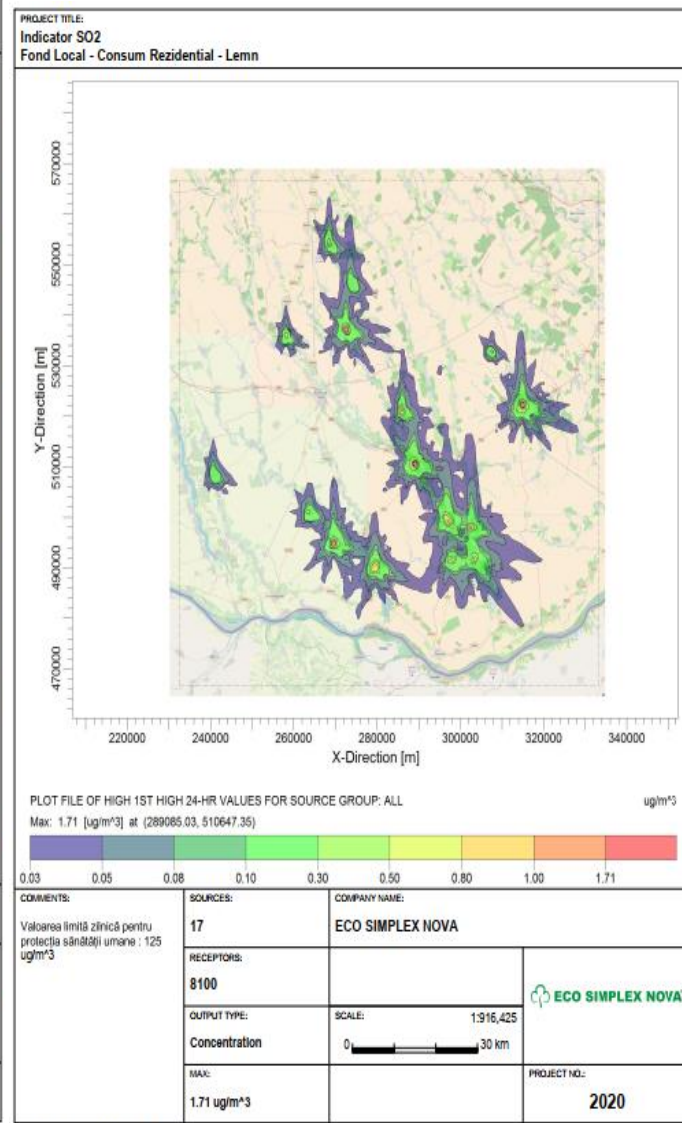 PROJECT TITLE:
Indicator SO2
Fond Local - Consum Rezidential - Lemn
Y-Direction [m]
570000
550000
530000
510000
490000
470000
220000 240000 260000 280000 300000 320000 340000
X-Direction [m]
PLOT FILE OF HIGH 1ST HIGH 24-HR VALUES FOR SOURCE GROUP: ALL ug/m^3
Max: 1.71 [ug/m^3] at (289085.03, 510647.35)
0.03 0.05 0.08 0.10 0.30 0.50 0.80 1.00 1.71
COMMENTS:
Valoarea limită zilnică pentru
protecția sănătății umane : 125
ug/m^3
SOURCES:
17
COMPANY NAME:
ECO SIMPLEX NOVA
RECEPTORS:
8100
OUTPUT TYPE:
Concentration
SCALE: 1:916,425
0 30 km
ECO SIMPLEX NOVA
MAX:
1.71 ug/m^3
PROJECT NO.:
2020